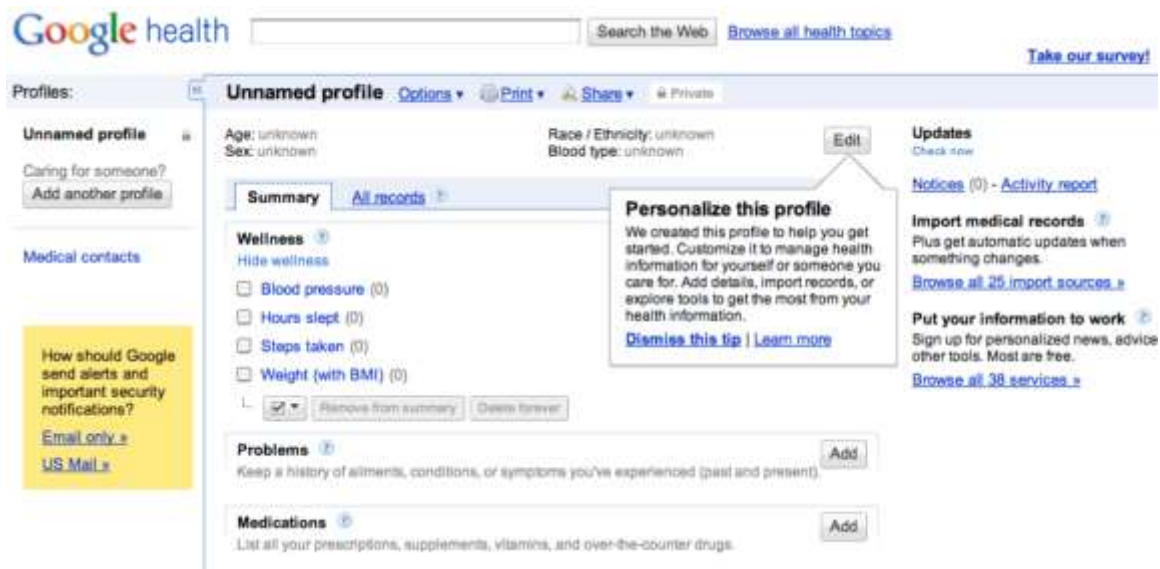 Google health
Search the Web
Browse all health topics
Take our survey!
Profiles:
Unnamed profile
Caring for someone?
Add another profile
Medical contacts
How should Google
send alerts and
important security
notifications?
Email only »
US Mail »
Unnamed profile Options ▾ Print ▾ Share ▾ Private
Age: unknown
Sex: unknown
Race / Ethnicity: unknown
Blood type: unknown
Edit
Summary All records
Wellness
Hide wellness
Blood pressure (0)
Hours slept (0)
Steps taken (0)
Weight (with BMI) (0)
Remove from summary Delete forever
Problems
Keep a history of ailments, conditions, or symptoms you've experienced (past and present).
Add
Medications
List all your prescriptions, supplements, vitamins, and over-the-counter drugs.
Add
Personalize this profile
We created this profile to help you get
started. Customize it to manage health
information for yourself or someone you
care for. Add details, import records, or
explore tools to get the most from your
health information.
Dismiss this tip | Learn more
Updates
Check now
Notices (0) - Activity report
Import medical records
Plus get automatic updates when
something changes.
Browse all 25 import sources »
Put your information to work
Sign up for personalized news, advice
other tools. Most are free.
Browse all 38 services »